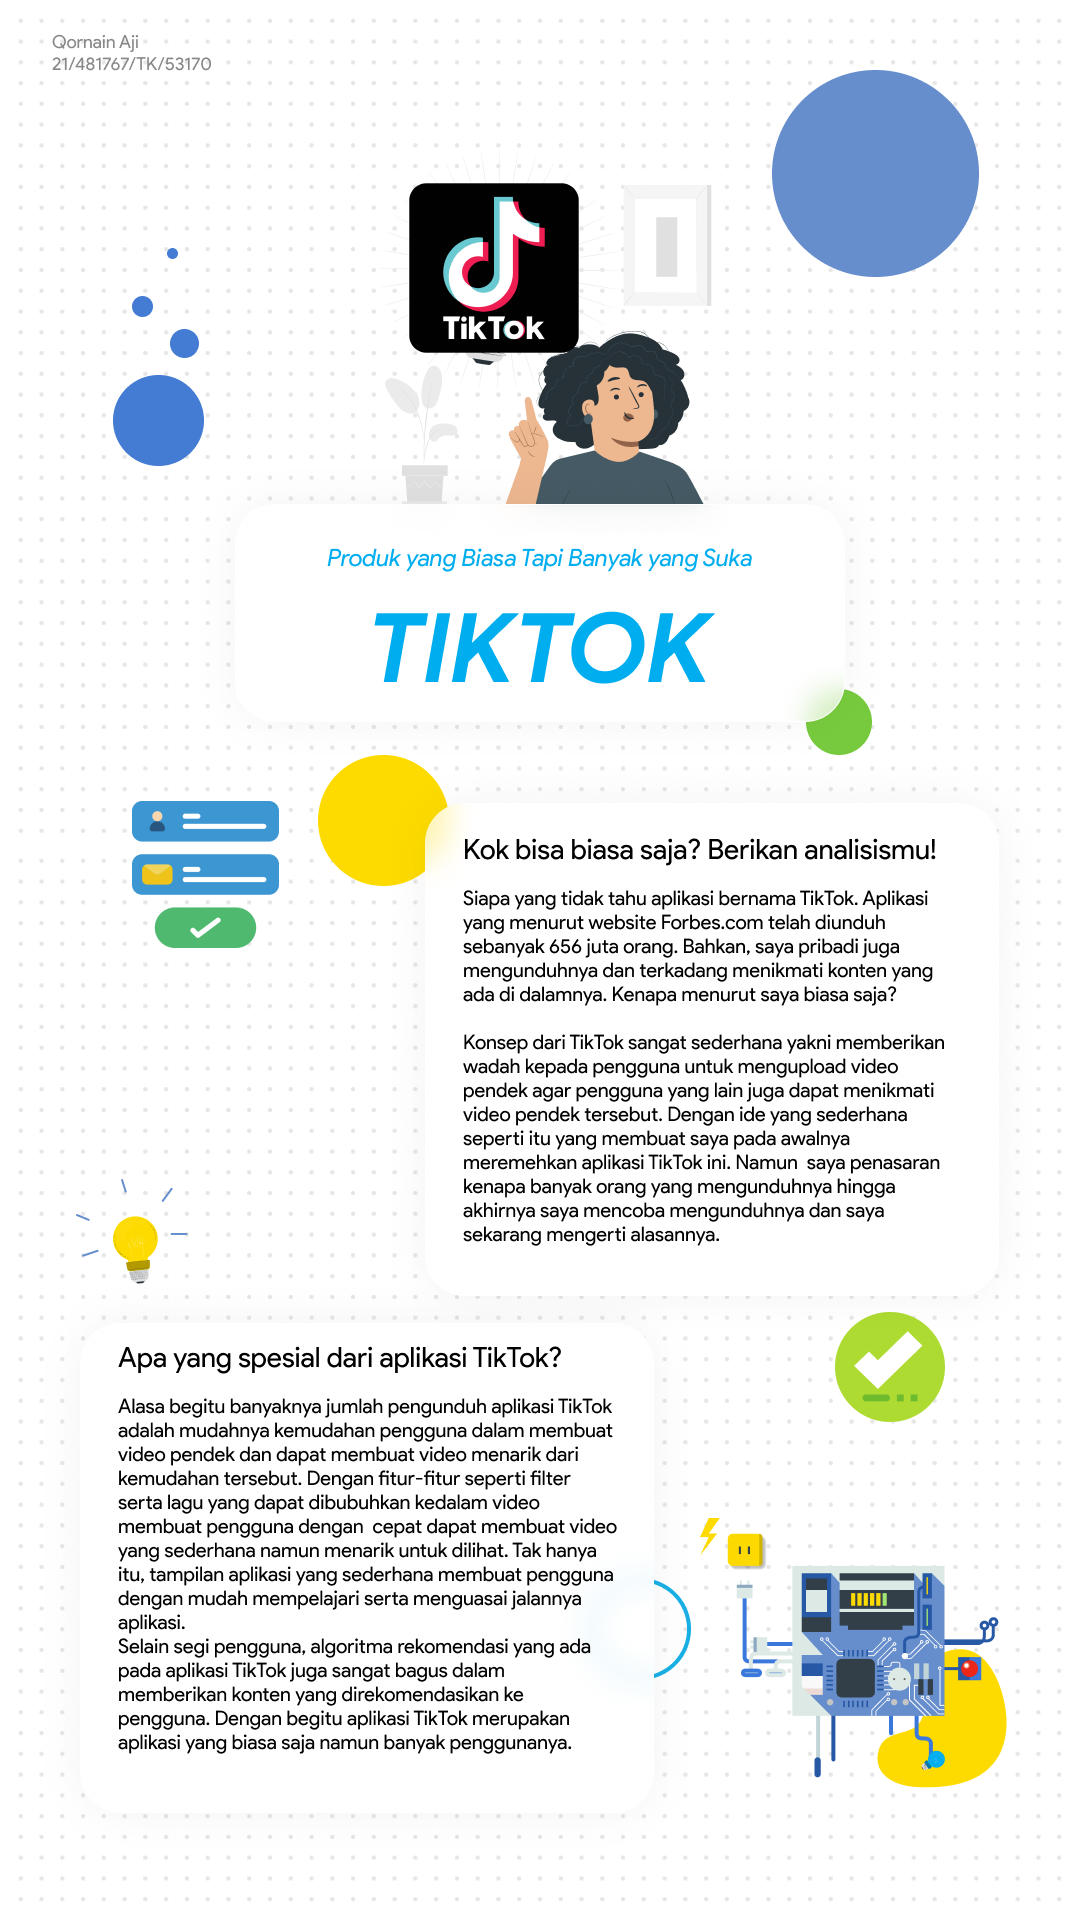 Qornain Aji
21/481767/TK/53170
TikTok
Produk yang Biasa Tapi Banyak yang Suka
TIKTOK
Kok bisa biasa saja? Berikan analisismu!
Siapa yang tidak tahu aplikasi bernama TikTok. Aplikasi
yang menurut website Forbes.com telah diunduh
sebanyak 656 juta orang. Bahkan, saya pribadi juga
mengunduhnya dan terkadang menikmati konten yang
ada di dalamnya. Kenapa menurut saya biasa saja?
Konsep dari TikTok sangat sederhana yakni memberikan
wadah kepada pengguna untuk mengupload video
pendek agar pengguna yang lain juga dapat menikmati
video pendek tersebut. Dengan ide yang sederhana
seperti itu yang membuat saya pada awalnya
meremehkan aplikasi TikTok ini. Namun  saya penasaran
kenapa banyak orang yang mengunduhnya hingga
akhirnya saya mencoba mengunduhnya dan saya
sekarang mengerti alasannya.
Apa yang spesial dari aplikasi TikTok?
Alasa begitu banyaknya jumlah pengunduh aplikasi TikTok
adalah mudahnya kemudahan pengguna dalam membuat
video pendek dan dapat membuat video menarik dari
kemudahan tersebut. Dengan fitur-fitur seperti filter
serta lagu yang dapat dibubuhkan kedalam video
membuat pengguna dengan  cepat dapat membuat video
yang sederhana namun menarik untuk dilihat. Tak hanya
itu, tampilan aplikasi yang sederhana membuat pengguna
dengan mudah mempelajari serta menguasai jalannya
aplikasi.
Selain segi pengguna, algoritma rekomendasi yang ada
pada aplikasi TikTok juga sangat bagus dalam
memberikan konten yang direkomendasikan ke
pengguna. Dengan begitu aplikasi TikTok merupakan
aplikasi yang biasa saja namun banyak penggunanya.